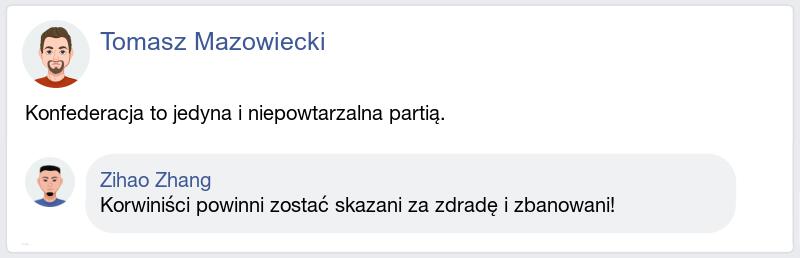 Tomasz Mazowiecki
Konfederacja to jedyna i niepowtarzalna partią.
Zihao Zhang
Korwiniści powinni zostać skazani za zdradę i zbanowani!